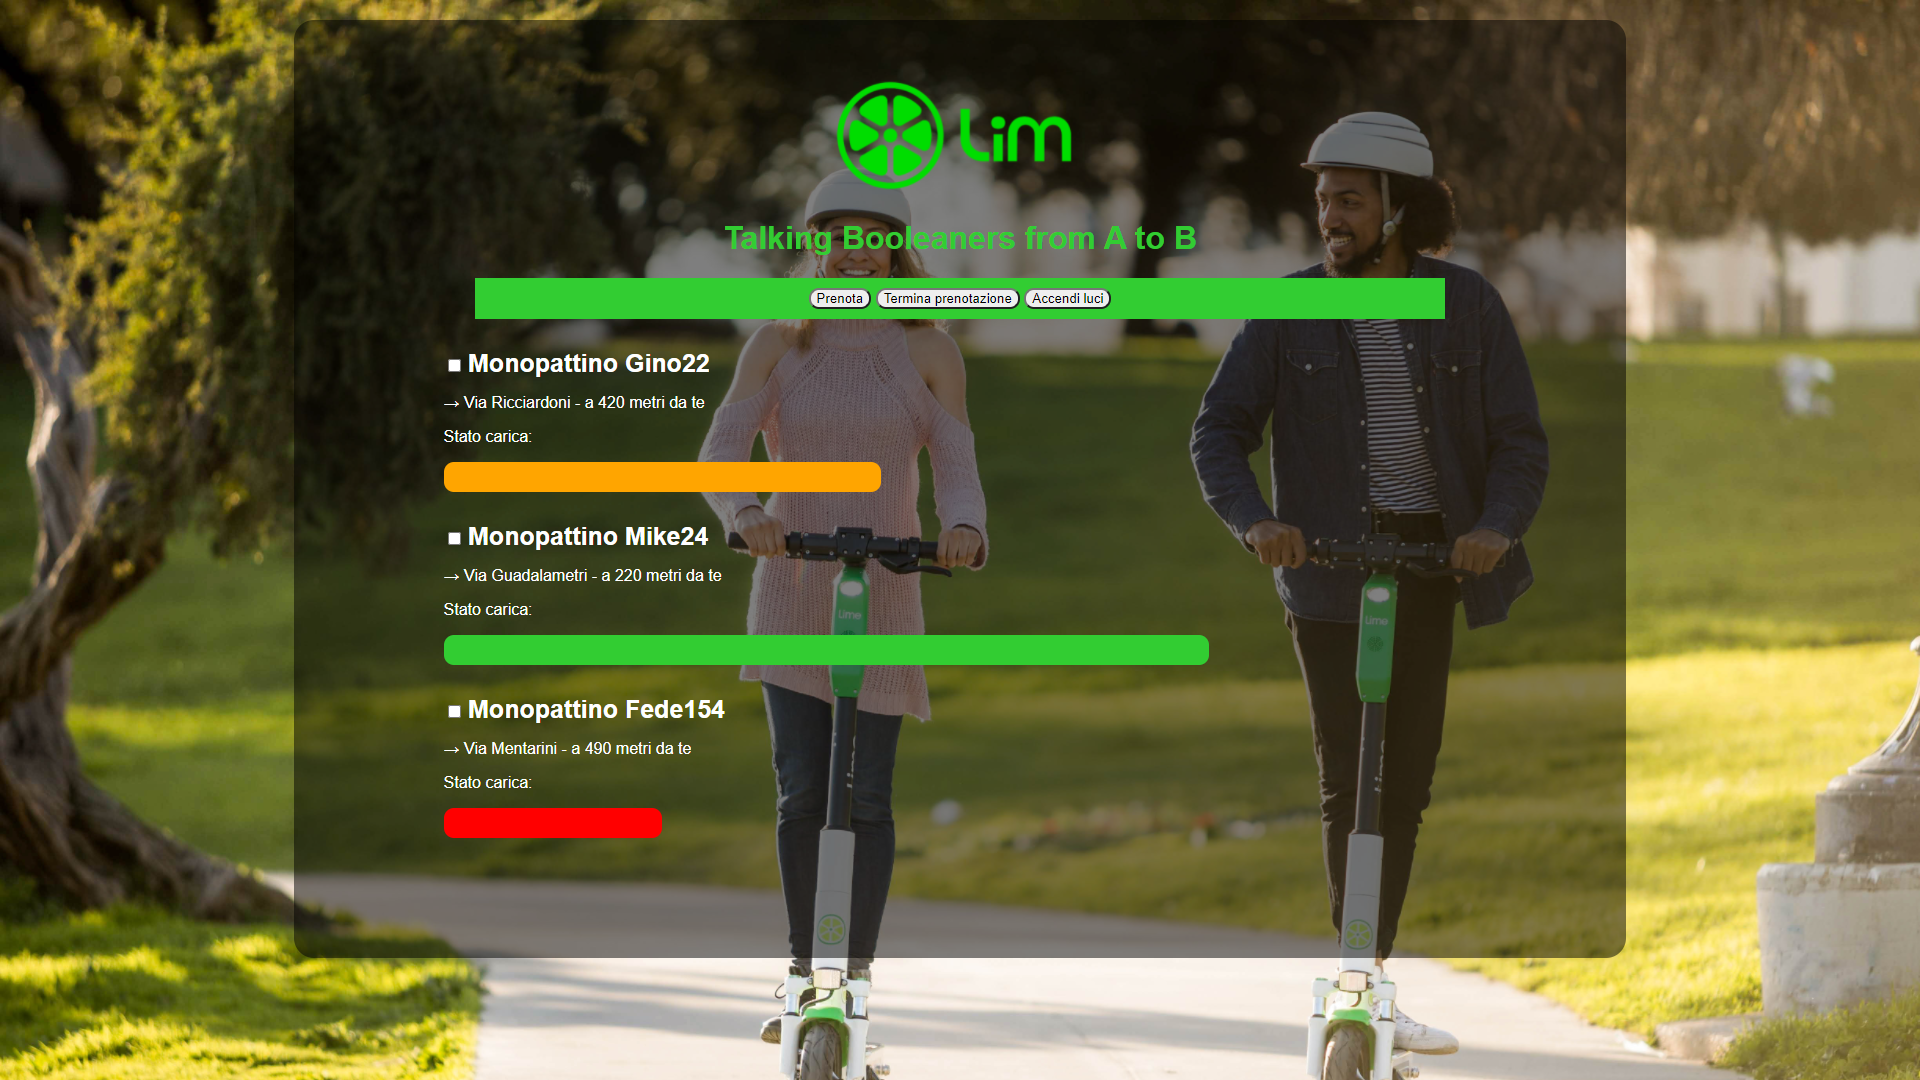 Lim
Talking Booleaners from A to B
Prenota Termina prenotazione Accendi luci
Monopattino Gino22
→ Via Ricciardoni - a 420 metri da te
Stato carica:
Monopattino Mike24
→ Via Guadalametri - a 220 metri da te
Stato carica:
Lime
Lime
Monopattino Fede154
→ Via Mentarini - a 490 metri da te
Stato carica: